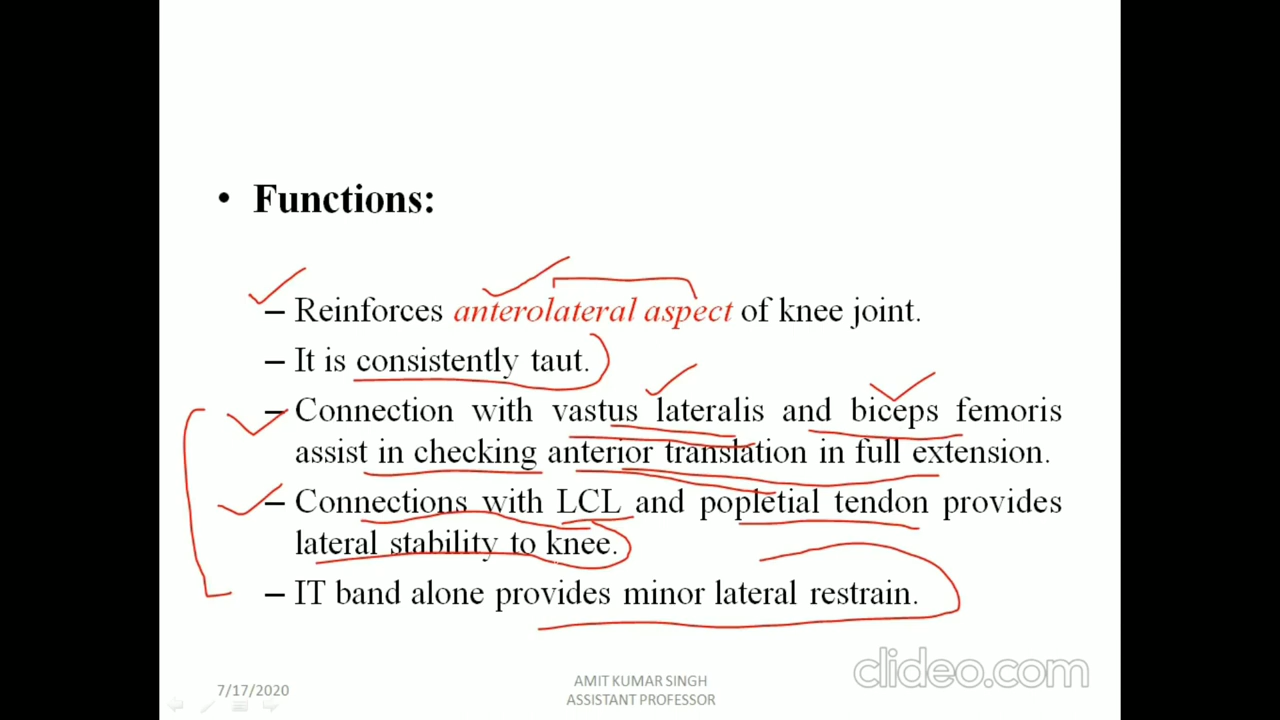 • Functions:
– Reinforces anterolateral aspect of knee joint.
– It is consistently taut.
– Connection with vastus lateralis and biceps femoris
assist in checking anterior translation in full extension.
– Connections with LCL and popletial tendon provides
lateral stability to knee.
– IT band alone provides minor lateral restrain.
7/17/2020
AMIT KUMAR SINGH
ASSISTANT PROFESSOR
clideo.com